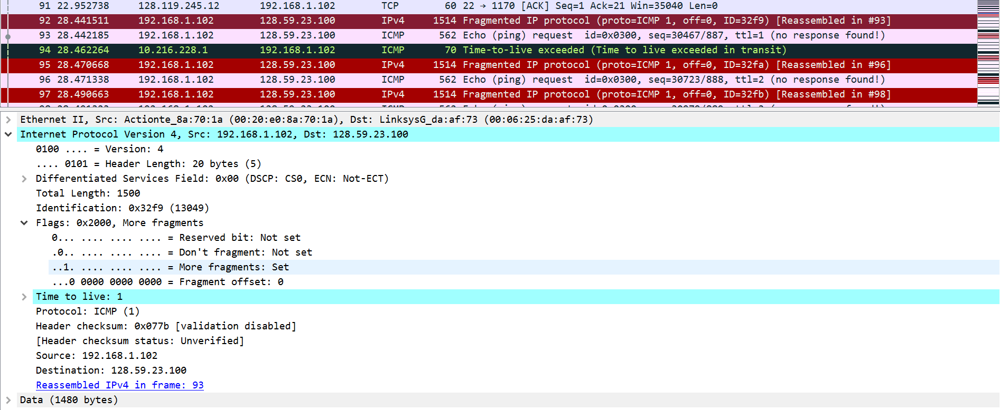 91 22.952738 128.119.245.12 192.168.1.102 TCP 60 22 → 1170 [ACK] Seq=1 Ack=21 Win=35040 Len=0
92 28.441511 192.168.1.102 128.59.23.100 IPv4 1514 Fragmented IP protocol (proto=ICMP 1, off=0, ID=32f9) [Reassembled in #93]
93 28.442185 192.168.1.102 128.59.23.100 ICMP 562 Echo (ping) request id=0x0300, seq=30467/887, ttl=1 (no response found!)
94 28.462264 10.216.228.1 192.168.1.102 ICMP 70 Time-to-live exceeded (Time to live exceeded in transit)
95 28.470668 192.168.1.102 128.59.23.100 IPv4 1514 Fragmented IP protocol (proto=ICMP 1, off=0, ID=32fa) [Reassembled in #96]
96 28.471338 192.168.1.102 128.59.23.100 ICMP 562 Echo (ping) request id=0x0300, seq=30723/888, ttl=2 (no response found!)
97 28.490663 192.168.1.102 128.59.23.100 IPv4 1514 Fragmented IP protocol (proto=ICMP 1, off=0, ID=32fb) [Reassembled in #98]
Ethernet II, Src: Actionte_8a:70:1a (00:20:e0:8a:70:1a), Dst: LinksysG_da:af:73 (00:06:25:da:af:73)
Internet Protocol Version 4, Src: 192.168.1.102, Dst: 128.59.23.100
0100 .... = Version: 4
.... 0101 = Header Length: 20 bytes (5)
Differentiated Services Field: 0x00 (DSCP: CS0, ECN: Not-ECT)
Total Length: 1500
Identification: 0x32f9 (13049)
Flags: 0x2000, More fragments
0... .... .... .... = Reserved bit: Not set
.0.. .... .... .... = Don't fragment: Not set
..1. .... .... .... = More fragments: Set
...0 0000 0000 0000 = Fragment offset: 0
Time to live: 1
Protocol: ICMP (1)
Header checksum: 0x077b [validation disabled]
[Header checksum status: Unverified]
Source: 192.168.1.102
Destination: 128.59.23.100
Reassembled IPv4 in frame: 93
Data (1480 bytes)